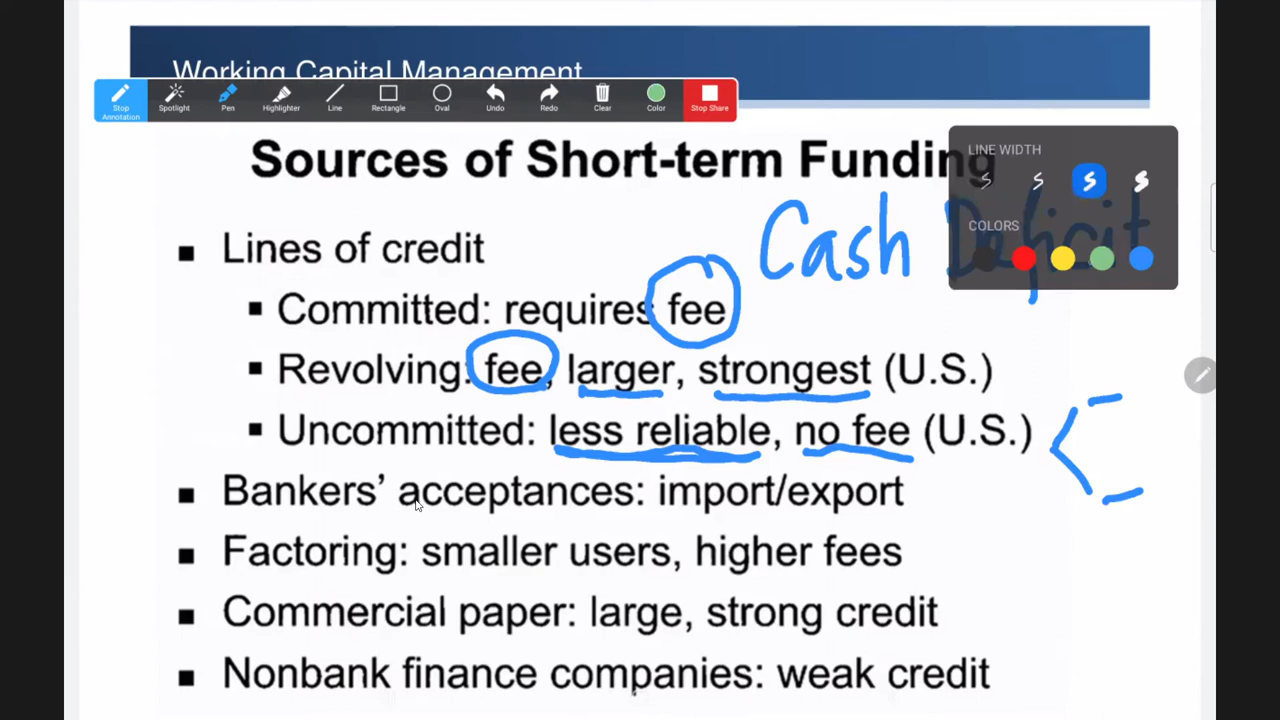 Working Capital Management
Stop Annotation
Spotlight
Pen
Highlighter
Line
Rectangle
Oval
Undo
Redo
Clear
Color
Stop Share
Sources of Short-term Funding
LINE WIDTH
COLORS
Cash Deficit
▪ Lines of credit
▪ Committed: requires fee
▪ Revolving: fee, larger, strongest (U.S.)
▪ Uncommitted: less reliable, no fee (U.S.)
▪ Bankers’ acceptances: import/export
▪ Factoring: smaller users, higher fees
▪ Commercial paper: large, strong credit
▪ Nonbank finance companies: weak credit